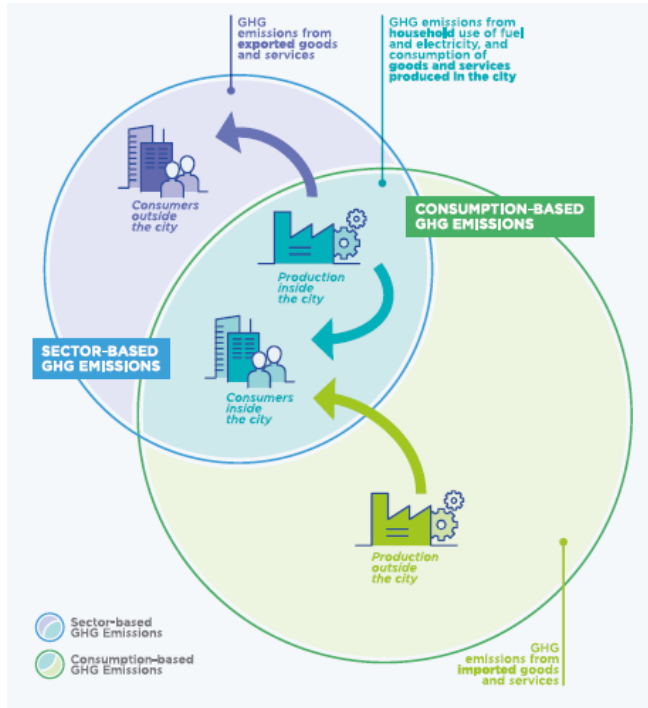 GHG
emissions from
exported goods
and services
GHG emissions from
household use of fuel
and electricity, and
consumption of
goods and services
produced in the city
Consumers
outside
the city
CONSUMPTION-BASED
GHG EMISSIONS
Production
inside
the city
SECTOR-BASED
GHG EMISSIONS
Consumers
inside
the city
Production
outside
the city
Sector-based
GHG Emissions
Consumption-based
GHG Emissions
GHG
emissions from
imported goods
and services